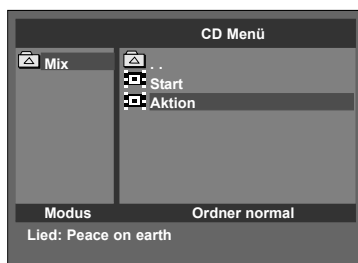 CD Menü
Mix
. .
Start
Aktion
Modus
Ordner normal
Lied: Peace on earth